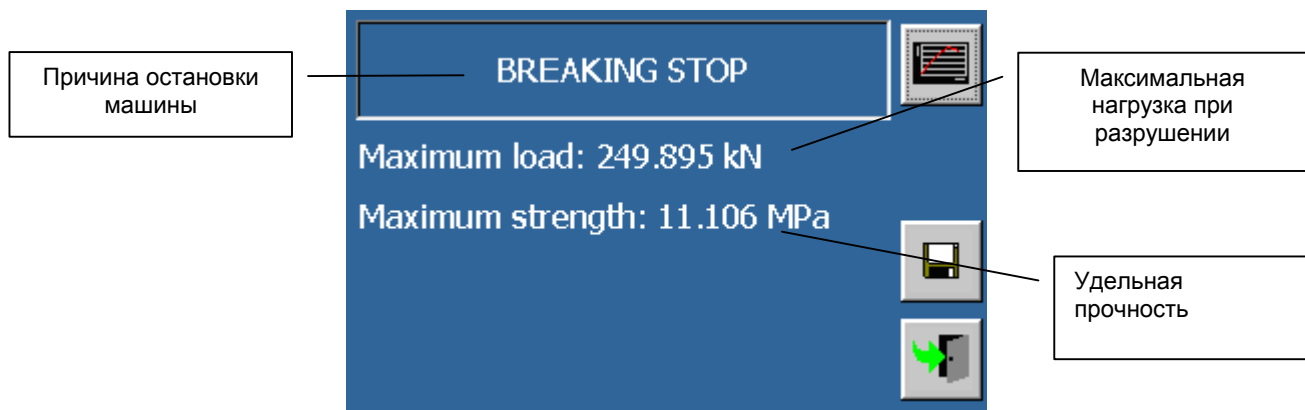 Причина остановки
машины
BREAKING STOP
Maximum load: 249.895 kN
Maximum strength: 11.106 MPa
Максимальная
нагрузка при
разрушении
Удельная
прочность